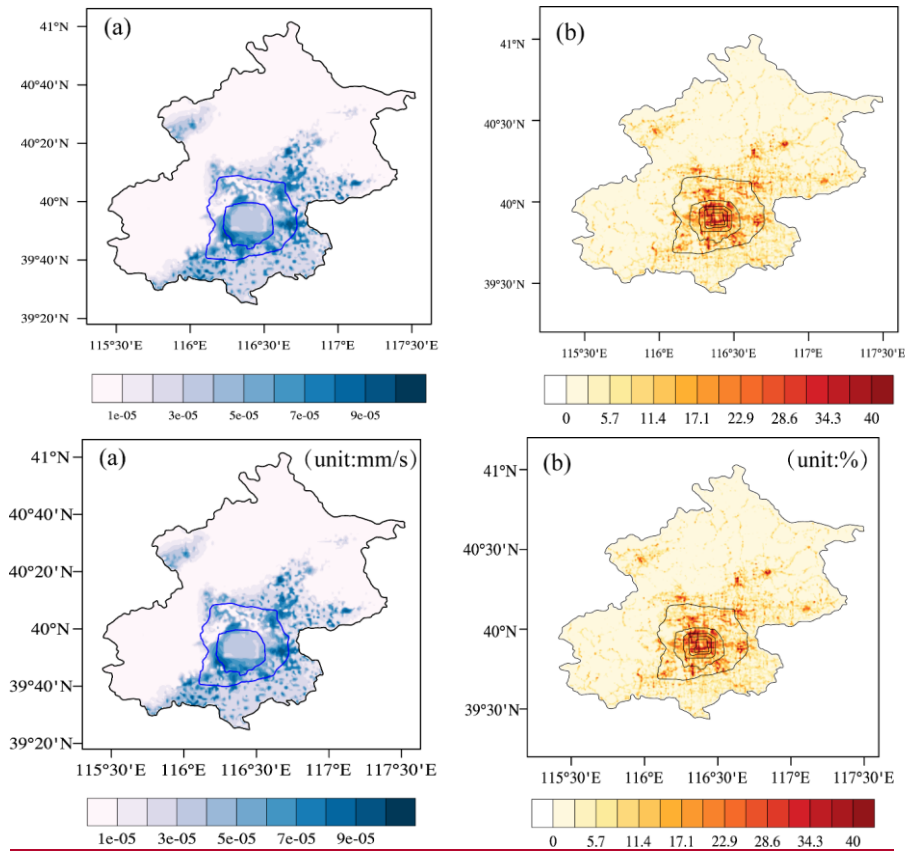 (a)
41°N
40°40'N
40°20'N
40°N
39°40'N
39°20'N
115°30'E 116°E 116°30'E 117°E 117°30'E
1e-05 3e-05 5e-05 7e-05 9e-05
(b)
41°N
40°30'N
40°N
39°30'N
115°30'E 116°E 116°30'E 117°E 117°30'E
0 5.7 11.4 17.1 22.9 28.6 34.3 40
(a) (unit:mm/s)
41°N
40°40'N
40°20'N
40°N
39°40'N
39°20'N
115°30'E 116°E 116°30'E 117°E
1e-05 3e-05 5e-05 7e-05 9e-05
(b) (unit:%)
41°N
40°30'N
40°N
39°30'N
115°30'E 116°E 116°30'E 117°E 117°30'E
0 5.7 11.4 17.1 22.9 28.6 34.3 40